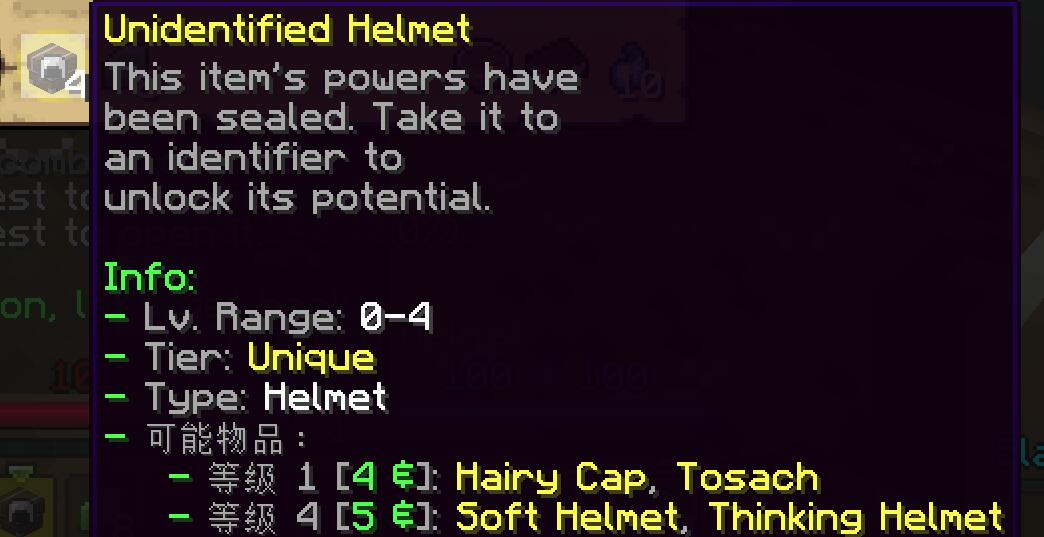 Unidentified Helmet
This item's powers have
been sealed. Take it to
an identifier to
unlock its potential.
Info:
- Lv. Range: 0-4
- Tier: Unique
- Type: Helmet
- 可能物品：
- 等级 1 [4 ¢]: Hairy Cap, Tosach
- 等级 4 [5 ¢]: Soft Helmet, Thinking Helmet
4
10